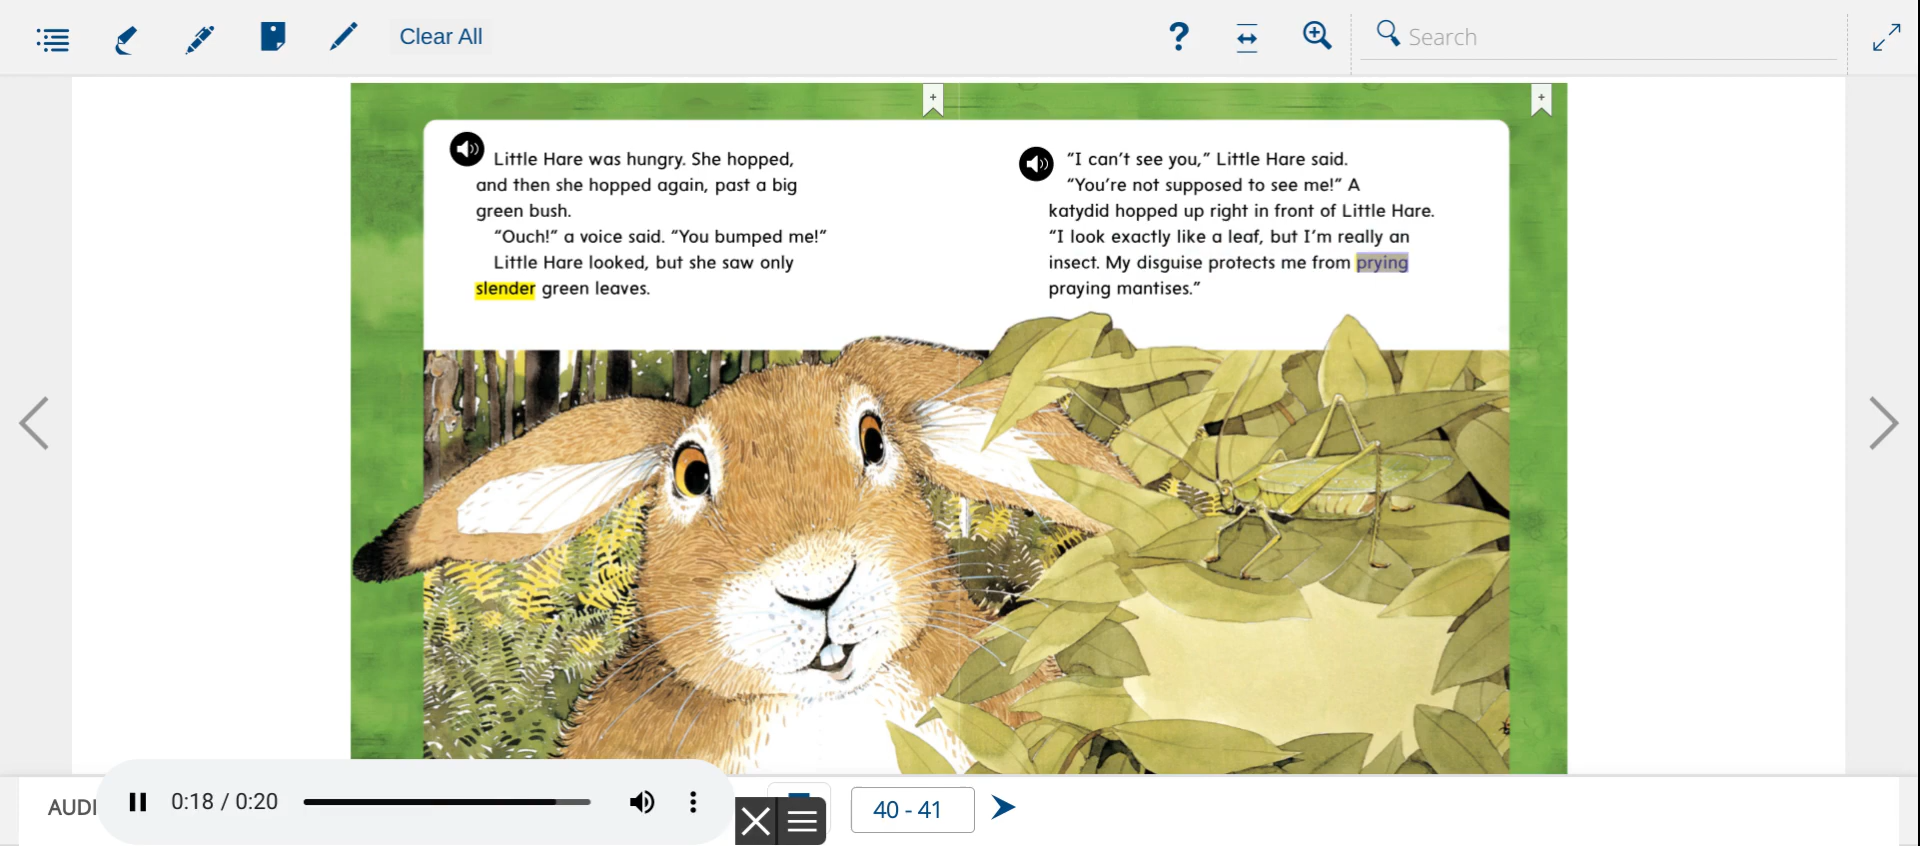 Clear All
?
Search
Little Hare was hungry. She hopped,
and then she hopped again, past a big
green bush.
“Ouch!” a voice said. “You bumped me!”
Little Hare looked, but she saw only
slender green leaves.
“I can’t see you,” Little Hare said.
“You’re not supposed to see me!” A
katydid hopped up right in front of Little Hare.
“I look exactly like a leaf, but I’m really an
insect. My disguise protects me from prying
praying mantises.”
AUDI
0:18 / 0:20
40 - 41